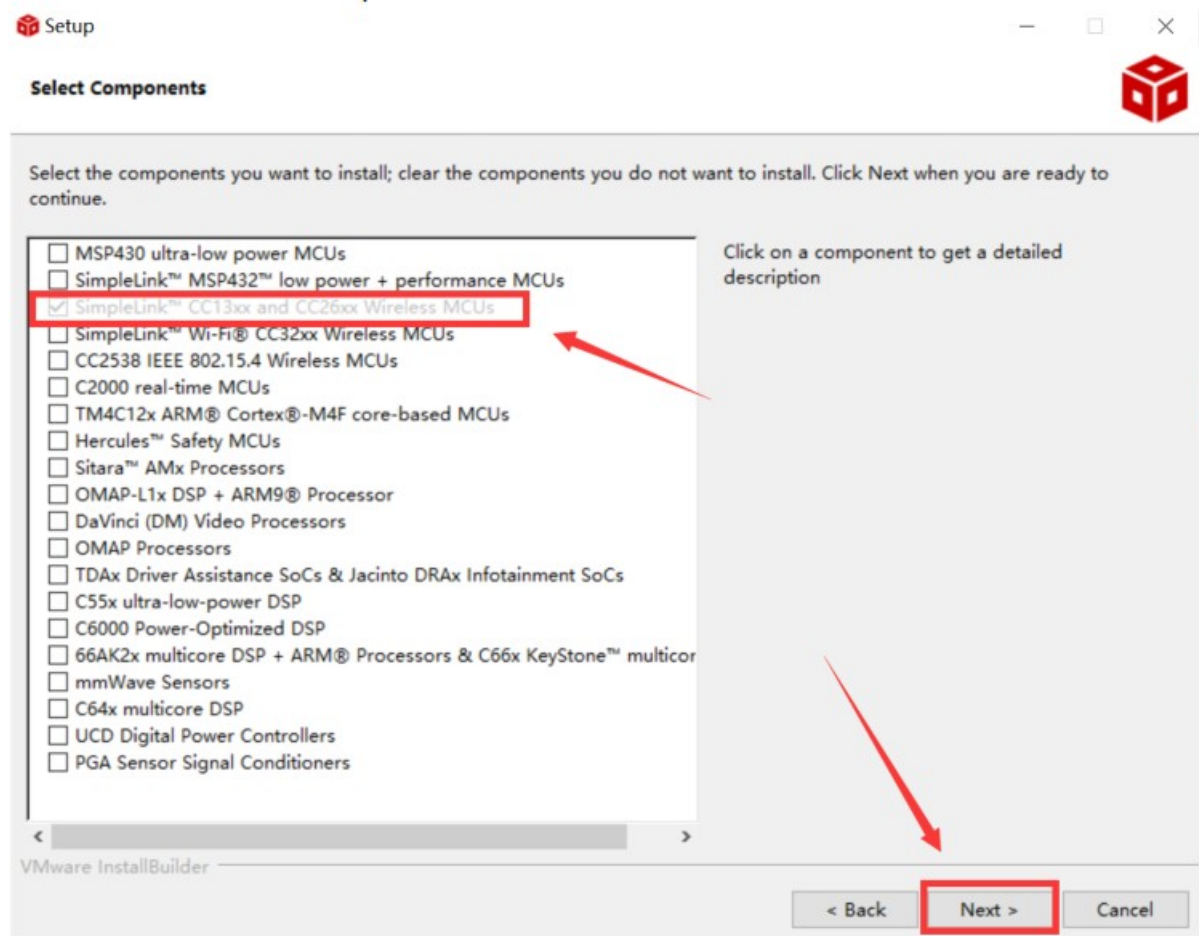 Setup
Select Components
Select the components you want to install; clear the components you do not want to install. Click Next when you are ready to
continue.
MSP430 ultra-low power MCUs
SimpleLink™ MSP432™ low power + performance MCUs
SimpleLink™ CC13xx and CC26xx Wireless MCUs
SimpleLink™ Wi-Fi® CC32xx Wireless MCUs
CC2538 IEEE 802.15.4 Wireless MCUs
C2000 real-time MCUs
TM4C12x ARM® Cortex®-M4F core-based MCUs
Hercules™ Safety MCUs
Sitara™ AMx Processors
OMAP-L1x DSP + ARM9® Processor
DaVinci (DM) Video Processors
OMAP Processors
TDAx Driver Assistance SoCs & Jacinto DRAx Infotainment SoCs
C55x ultra-low-power DSP
C6000 Power-Optimized DSP
66AK2x multicore DSP + ARM® Processors & C66x KeyStone™ multicor
mmWave Sensors
C64x multicore DSP
UCD Digital Power Controllers
PGA Sensor Signal Conditioners
Click on a component to get a detailed
description
VMware InstallBuilder
< Back
Next >
Cancel